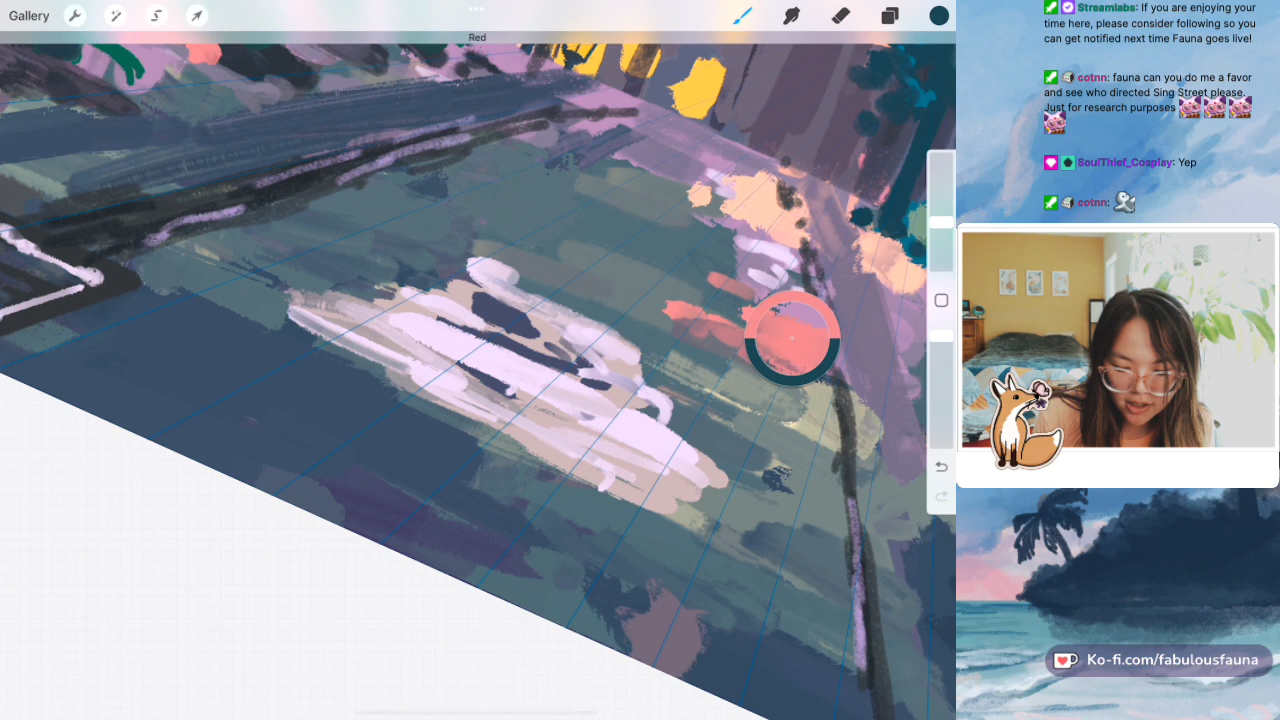 Gallery
Red
Streamlabs: If you are enjoying your
time here, please consider following so you
can get notified next time Fauna goes live!
cotnn: fauna can you do me a favor
and see who directed Sing Street please.
Just for research purposes
SoulThief_Cosplay: Yep
cotnn:
Ko-fi.com/fabulousfauna